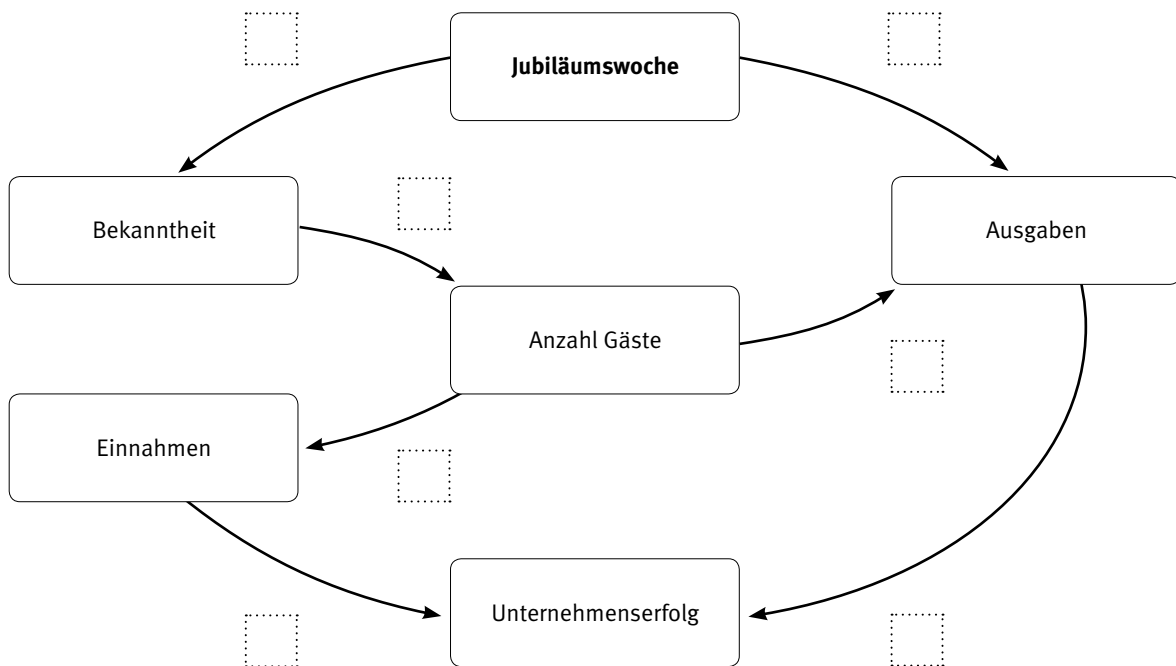 Jubiläumswoche
Bekanntheit
Ausgaben
Anzahl Gäste
Einnahmen
Unternehmenserfolg